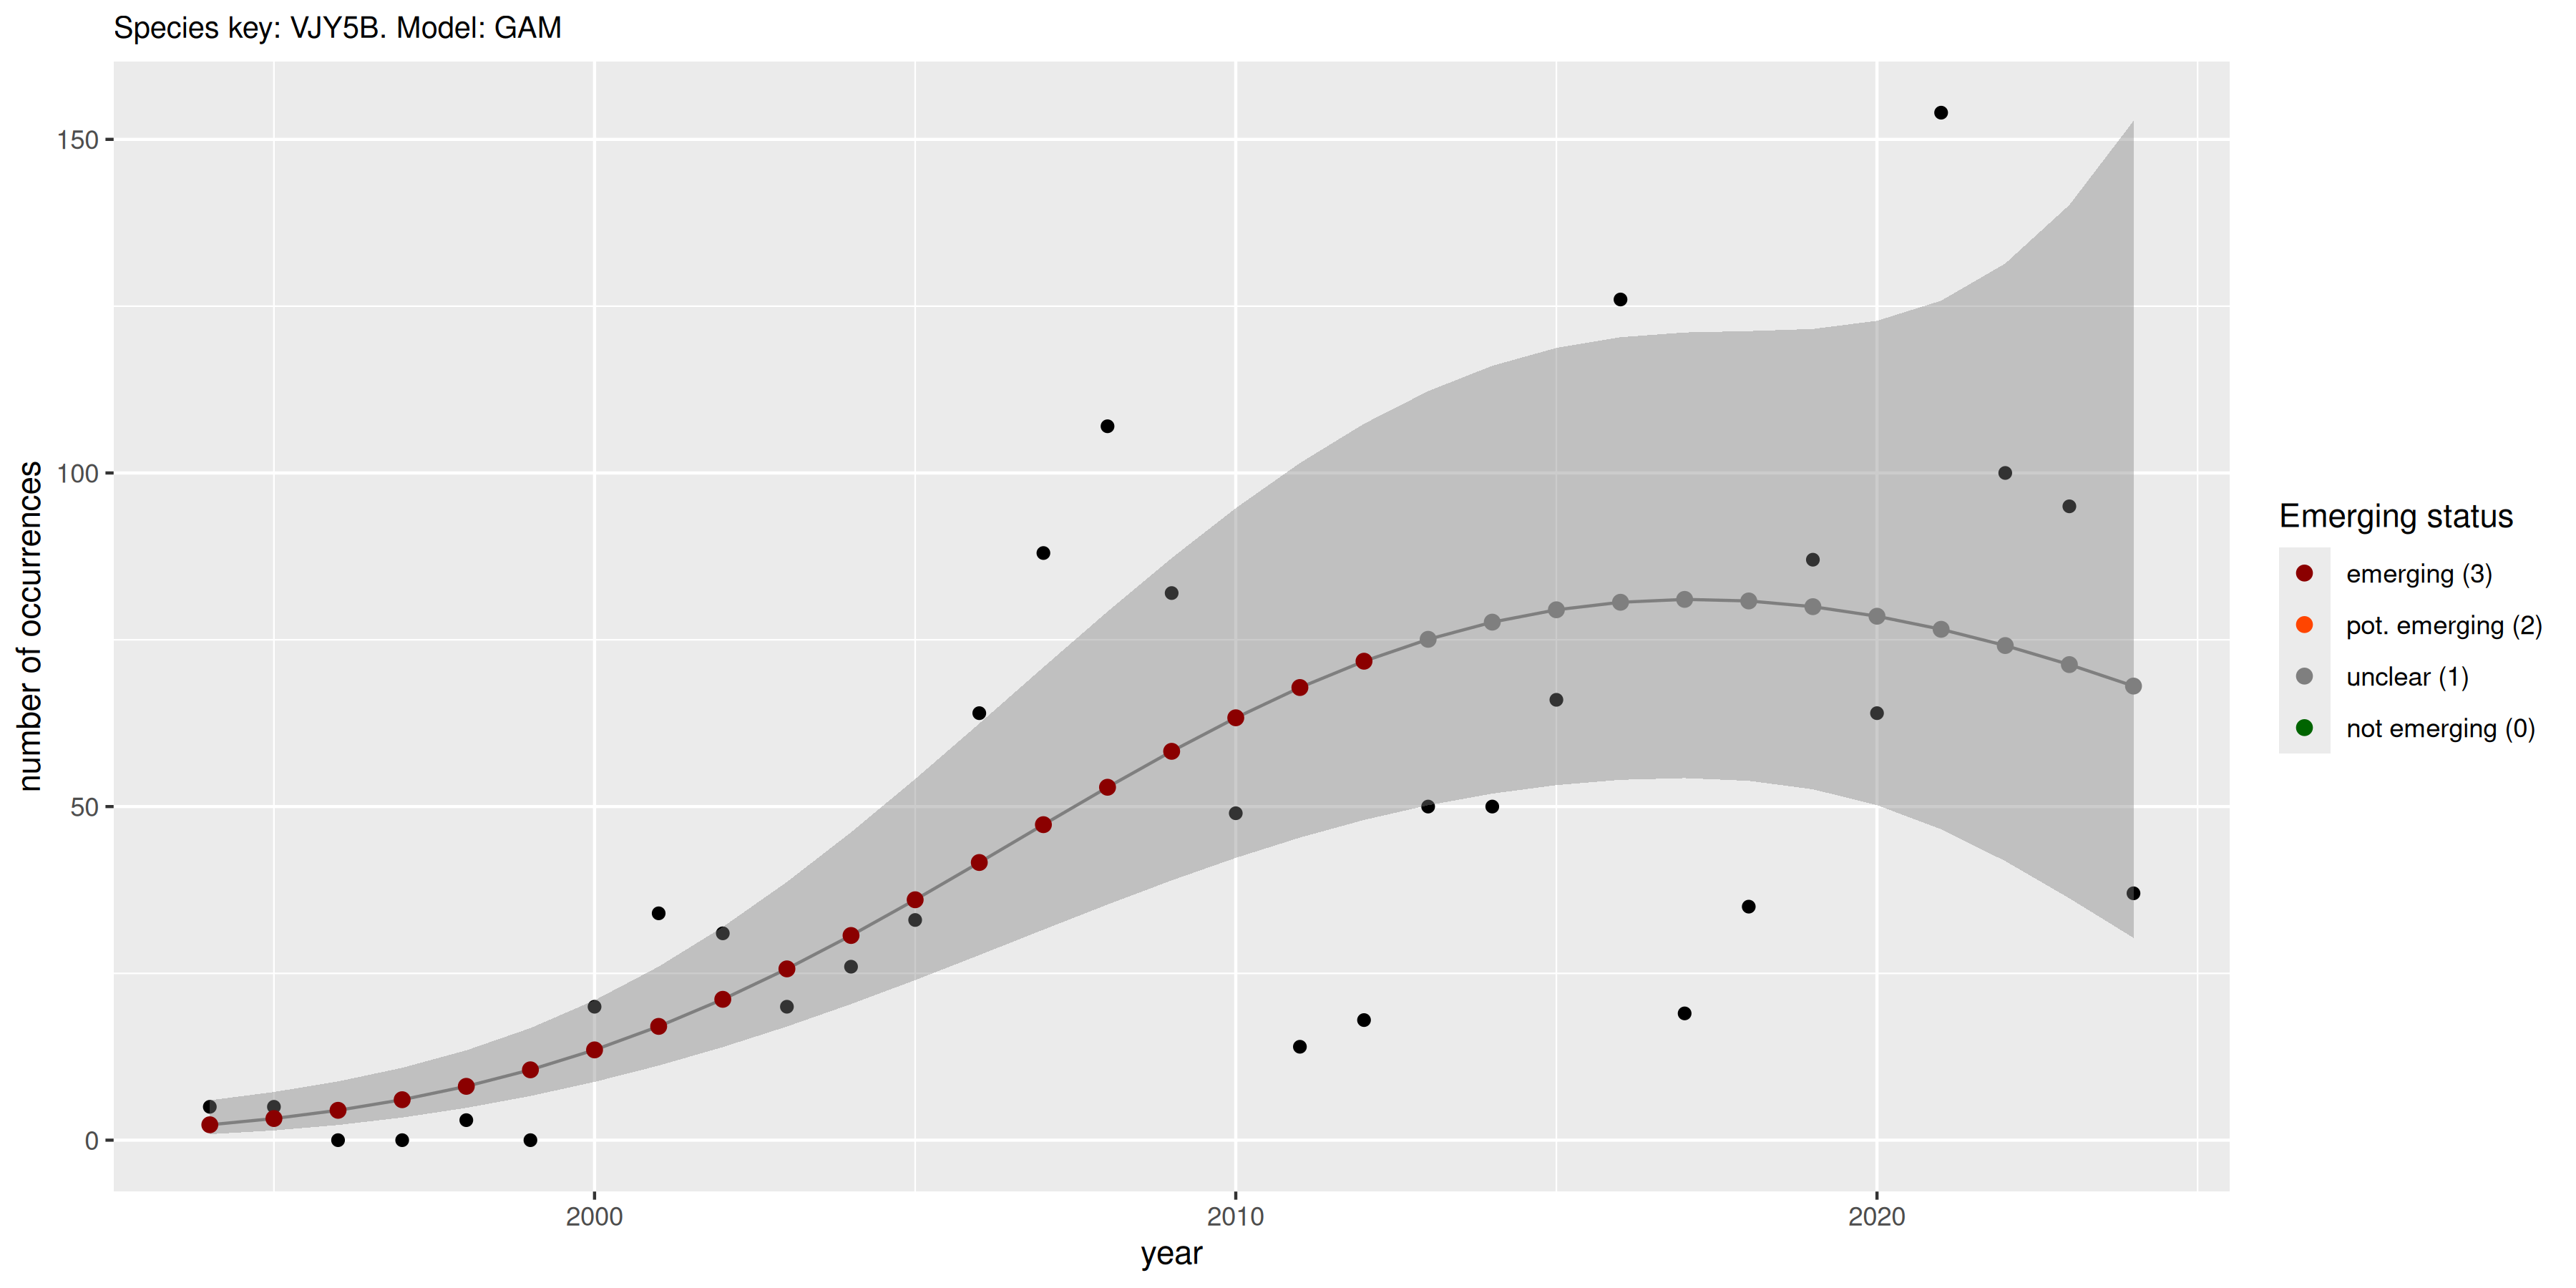 Species key: VJY5B. Model: GAM
150
100
50
0
number of occurrences
2000
2010
2020
year
Emerging status
emerging (3)
pot. emerging (2)
unclear (1)
not emerging (0)